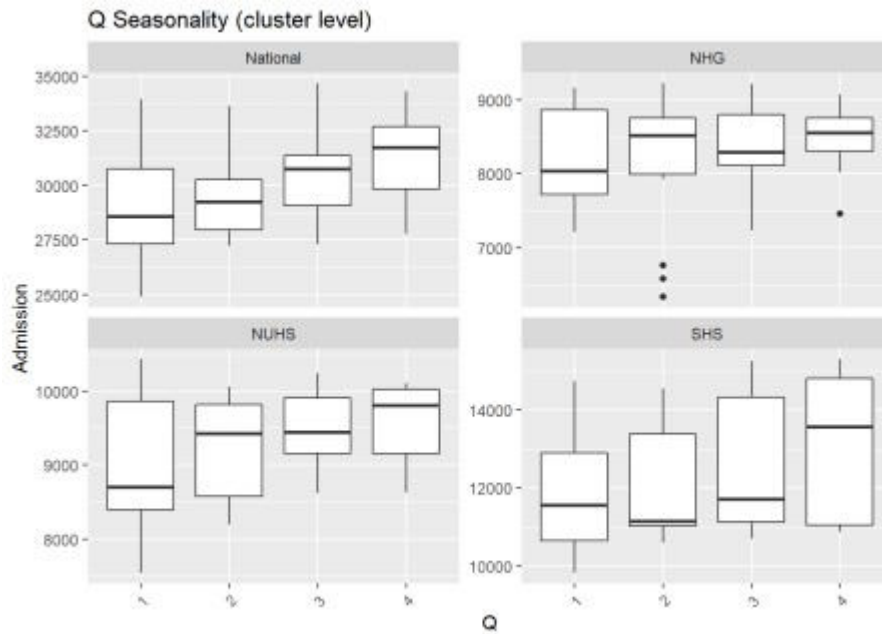 Q Seasonality (cluster level)
National
NHG
35000
32500
30000
27500
25000
9000
8000
7000
NUHS
SHS
10000
9000
8000
14000
12000
10000
1 2 3 4
1 2 3 4
Admission
Q